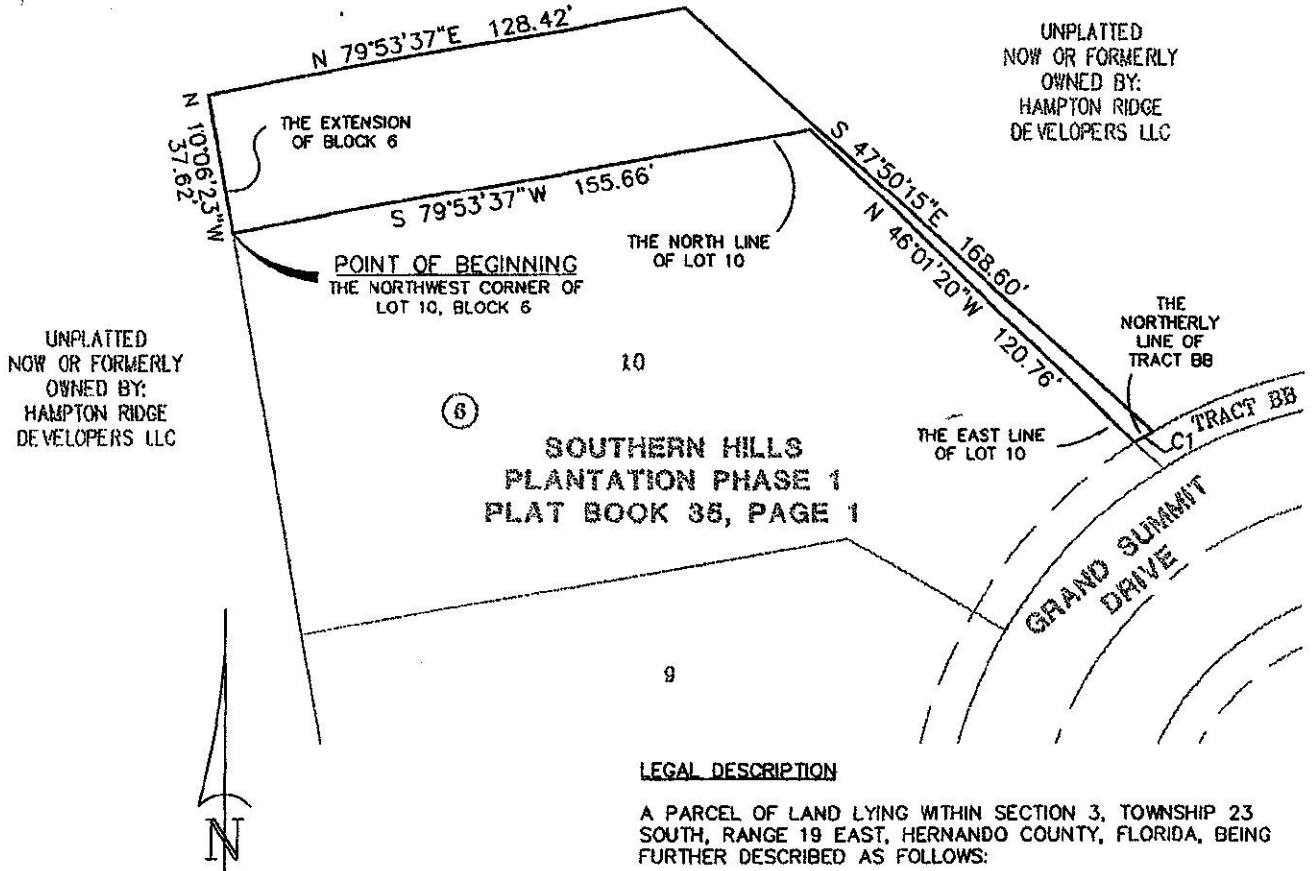 N 79°53'37"E 128.42'
UNPLATTED
NOW OR FORMERLY
OWNED BY:
HAMPTON RIDGE
DEVELOPERS LLC
N 10°06'23"W
37.62'
THE EXTENSION
OF BLOCK 6
S 79°53'37"W 155.66'
THE NORTH LINE
OF LOT 10
S 47°50'15"E 168.60'
N 46°01'20"W 120.76'
POINT OF BEGINNING
THE NORTHWEST CORNER OF
LOT 10, BLOCK 6
THE
NORTHERLY
LINE OF
TRACT BB
UNPLATTED
NOW OR FORMERLY
OWNED BY:
HAMPTON RIDGE
DEVELOPERS LLC
10
6
THE EAST LINE
OF LOT 10
C1
TRACT BB
SOUTHERN HILLS
PLANTATION PHASE 1
PLAT BOOK 35, PAGE 1
GRAND SUMMIT
DRIVE
9
N
LEGAL DESCRIPTION
A PARCEL OF LAND LYING WITHIN SECTION 3, TOWNSHIP 23
SOUTH, RANGE 19 EAST, HERNANDO COUNTY, FLORIDA, BEING
FURTHER DESCRIBED AS FOLLOWS: